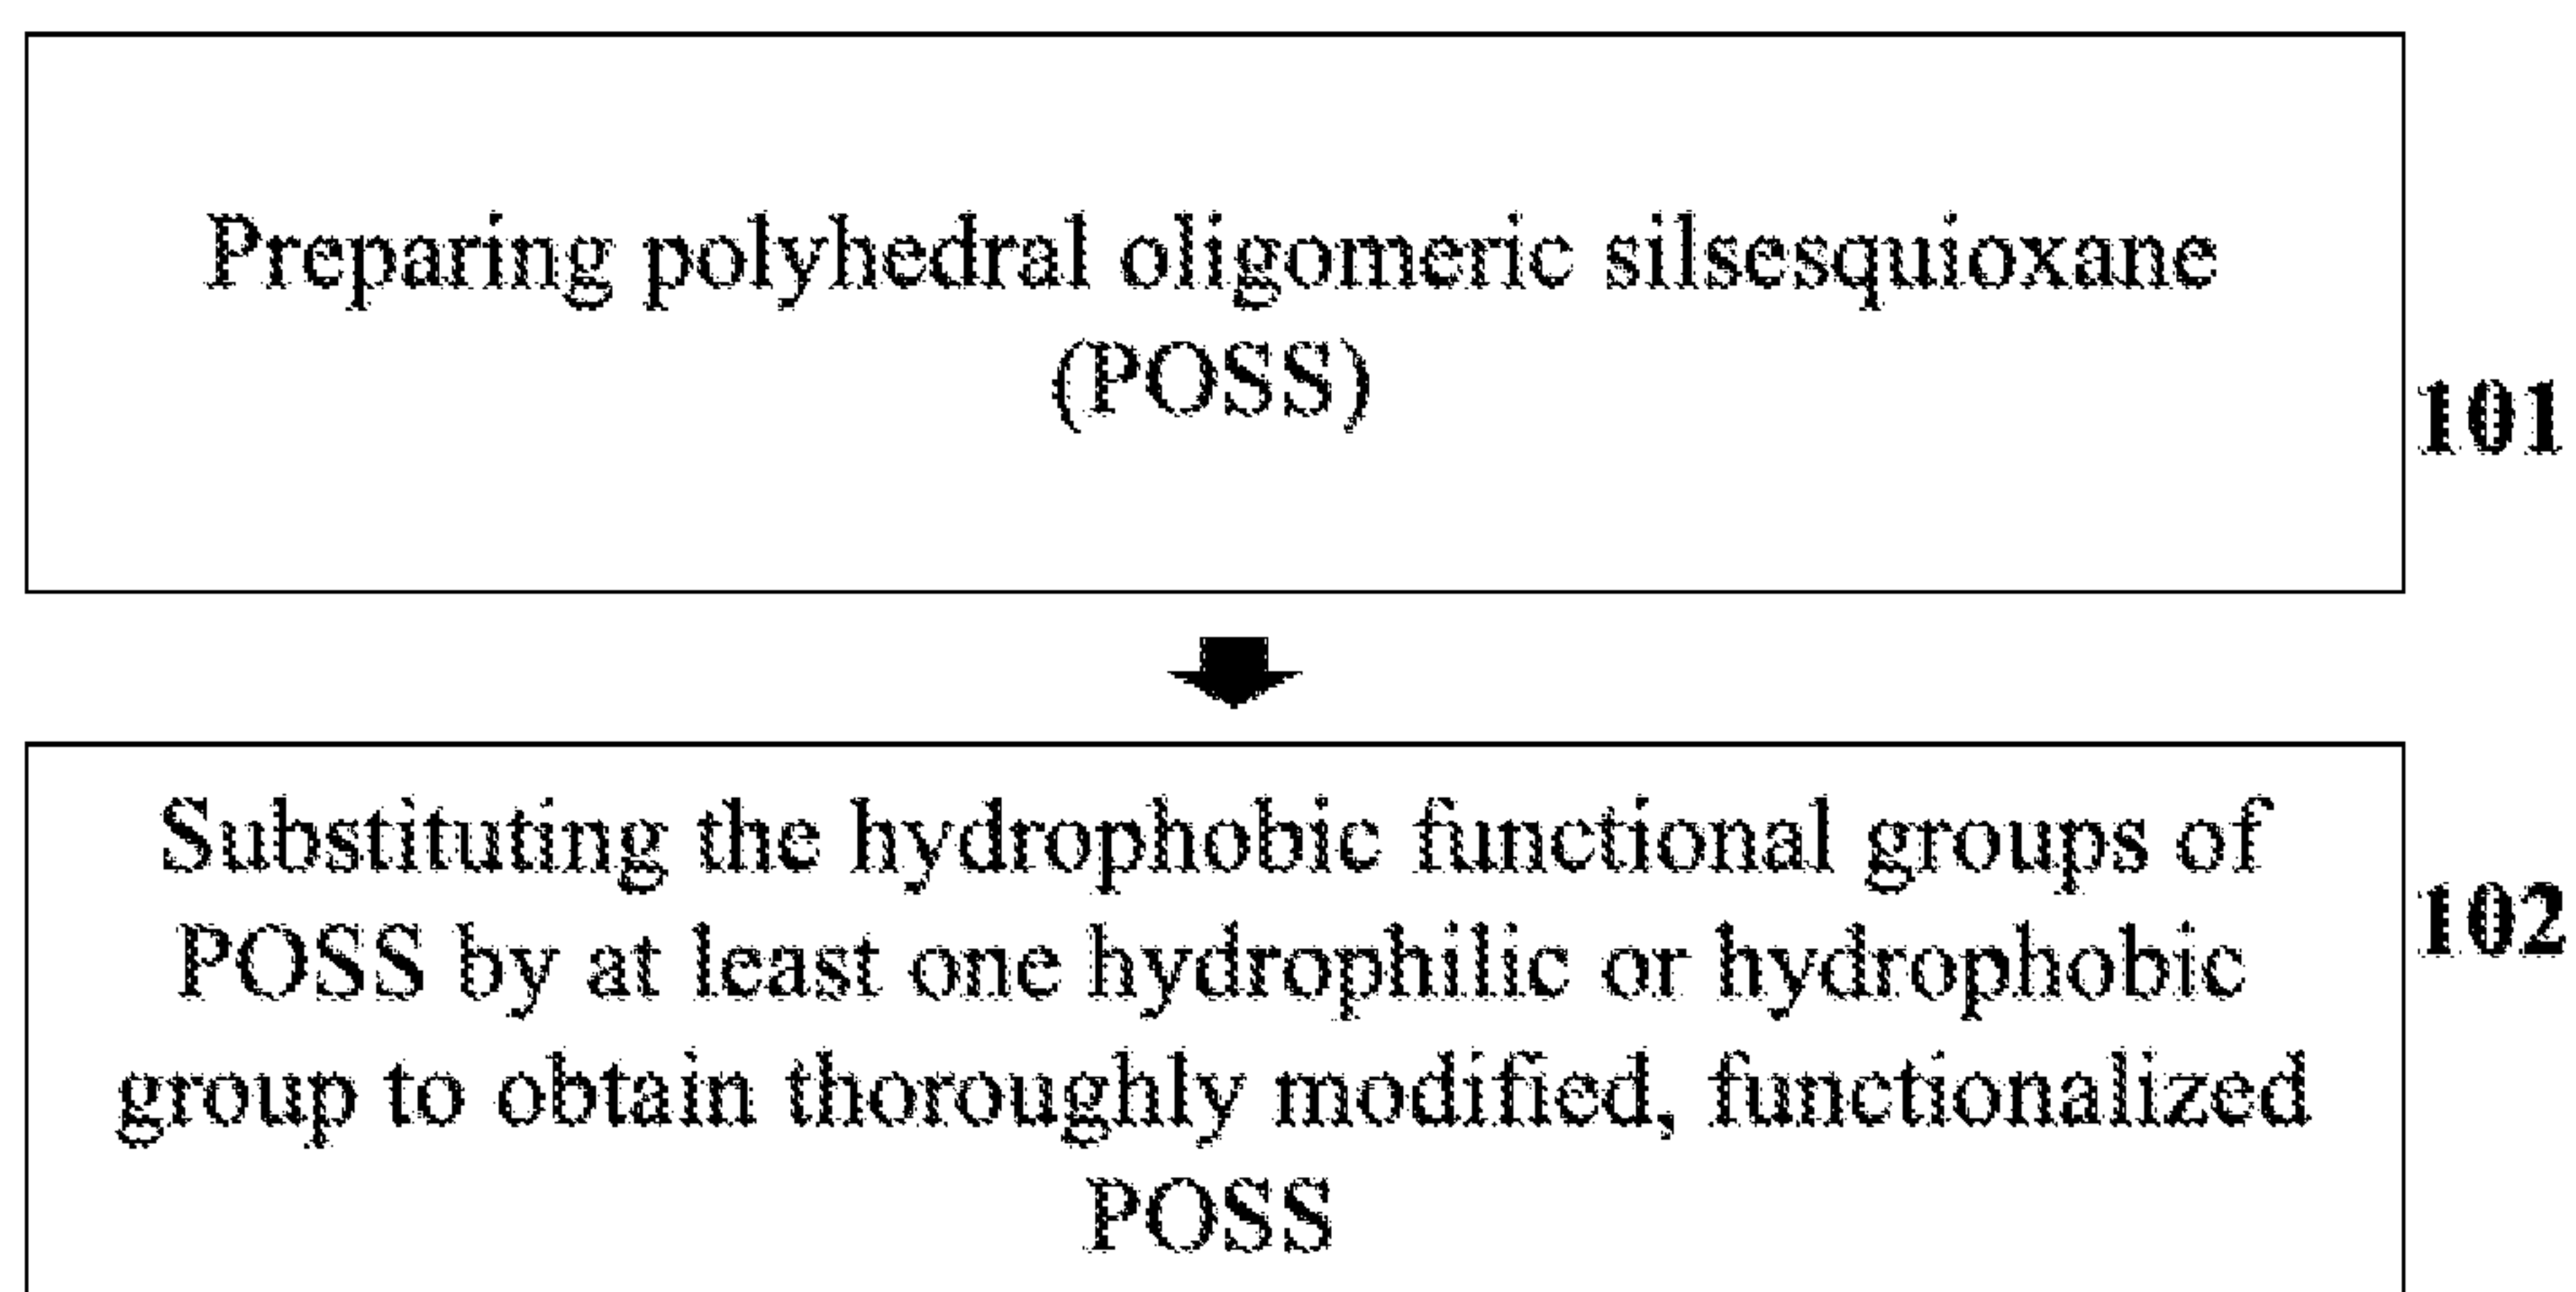 Preparing polyhedral oligomeric silsesquioxane
(POSS)
101
Substituting the hydrophobic functional groups of
POSS by at least one hydrophilic or hydrophobic
group to obtain thoroughly modified, functionalized
POSS
102